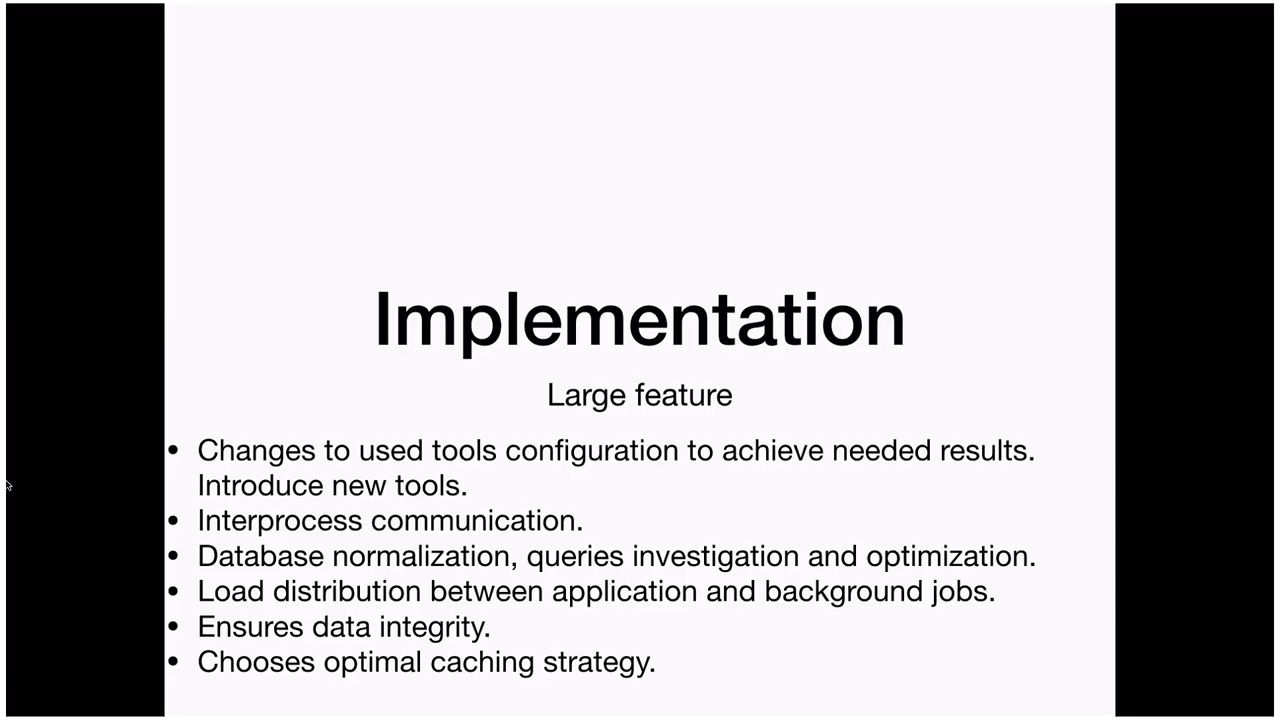 Implementation
Large feature
• Changes to used tools configuration to achieve needed results.
Introduce new tools.
• Interprocess communication.
• Database normalization, queries investigation and optimization.
• Load distribution between application and background jobs.
• Ensures data integrity.
• Chooses optimal caching strategy.